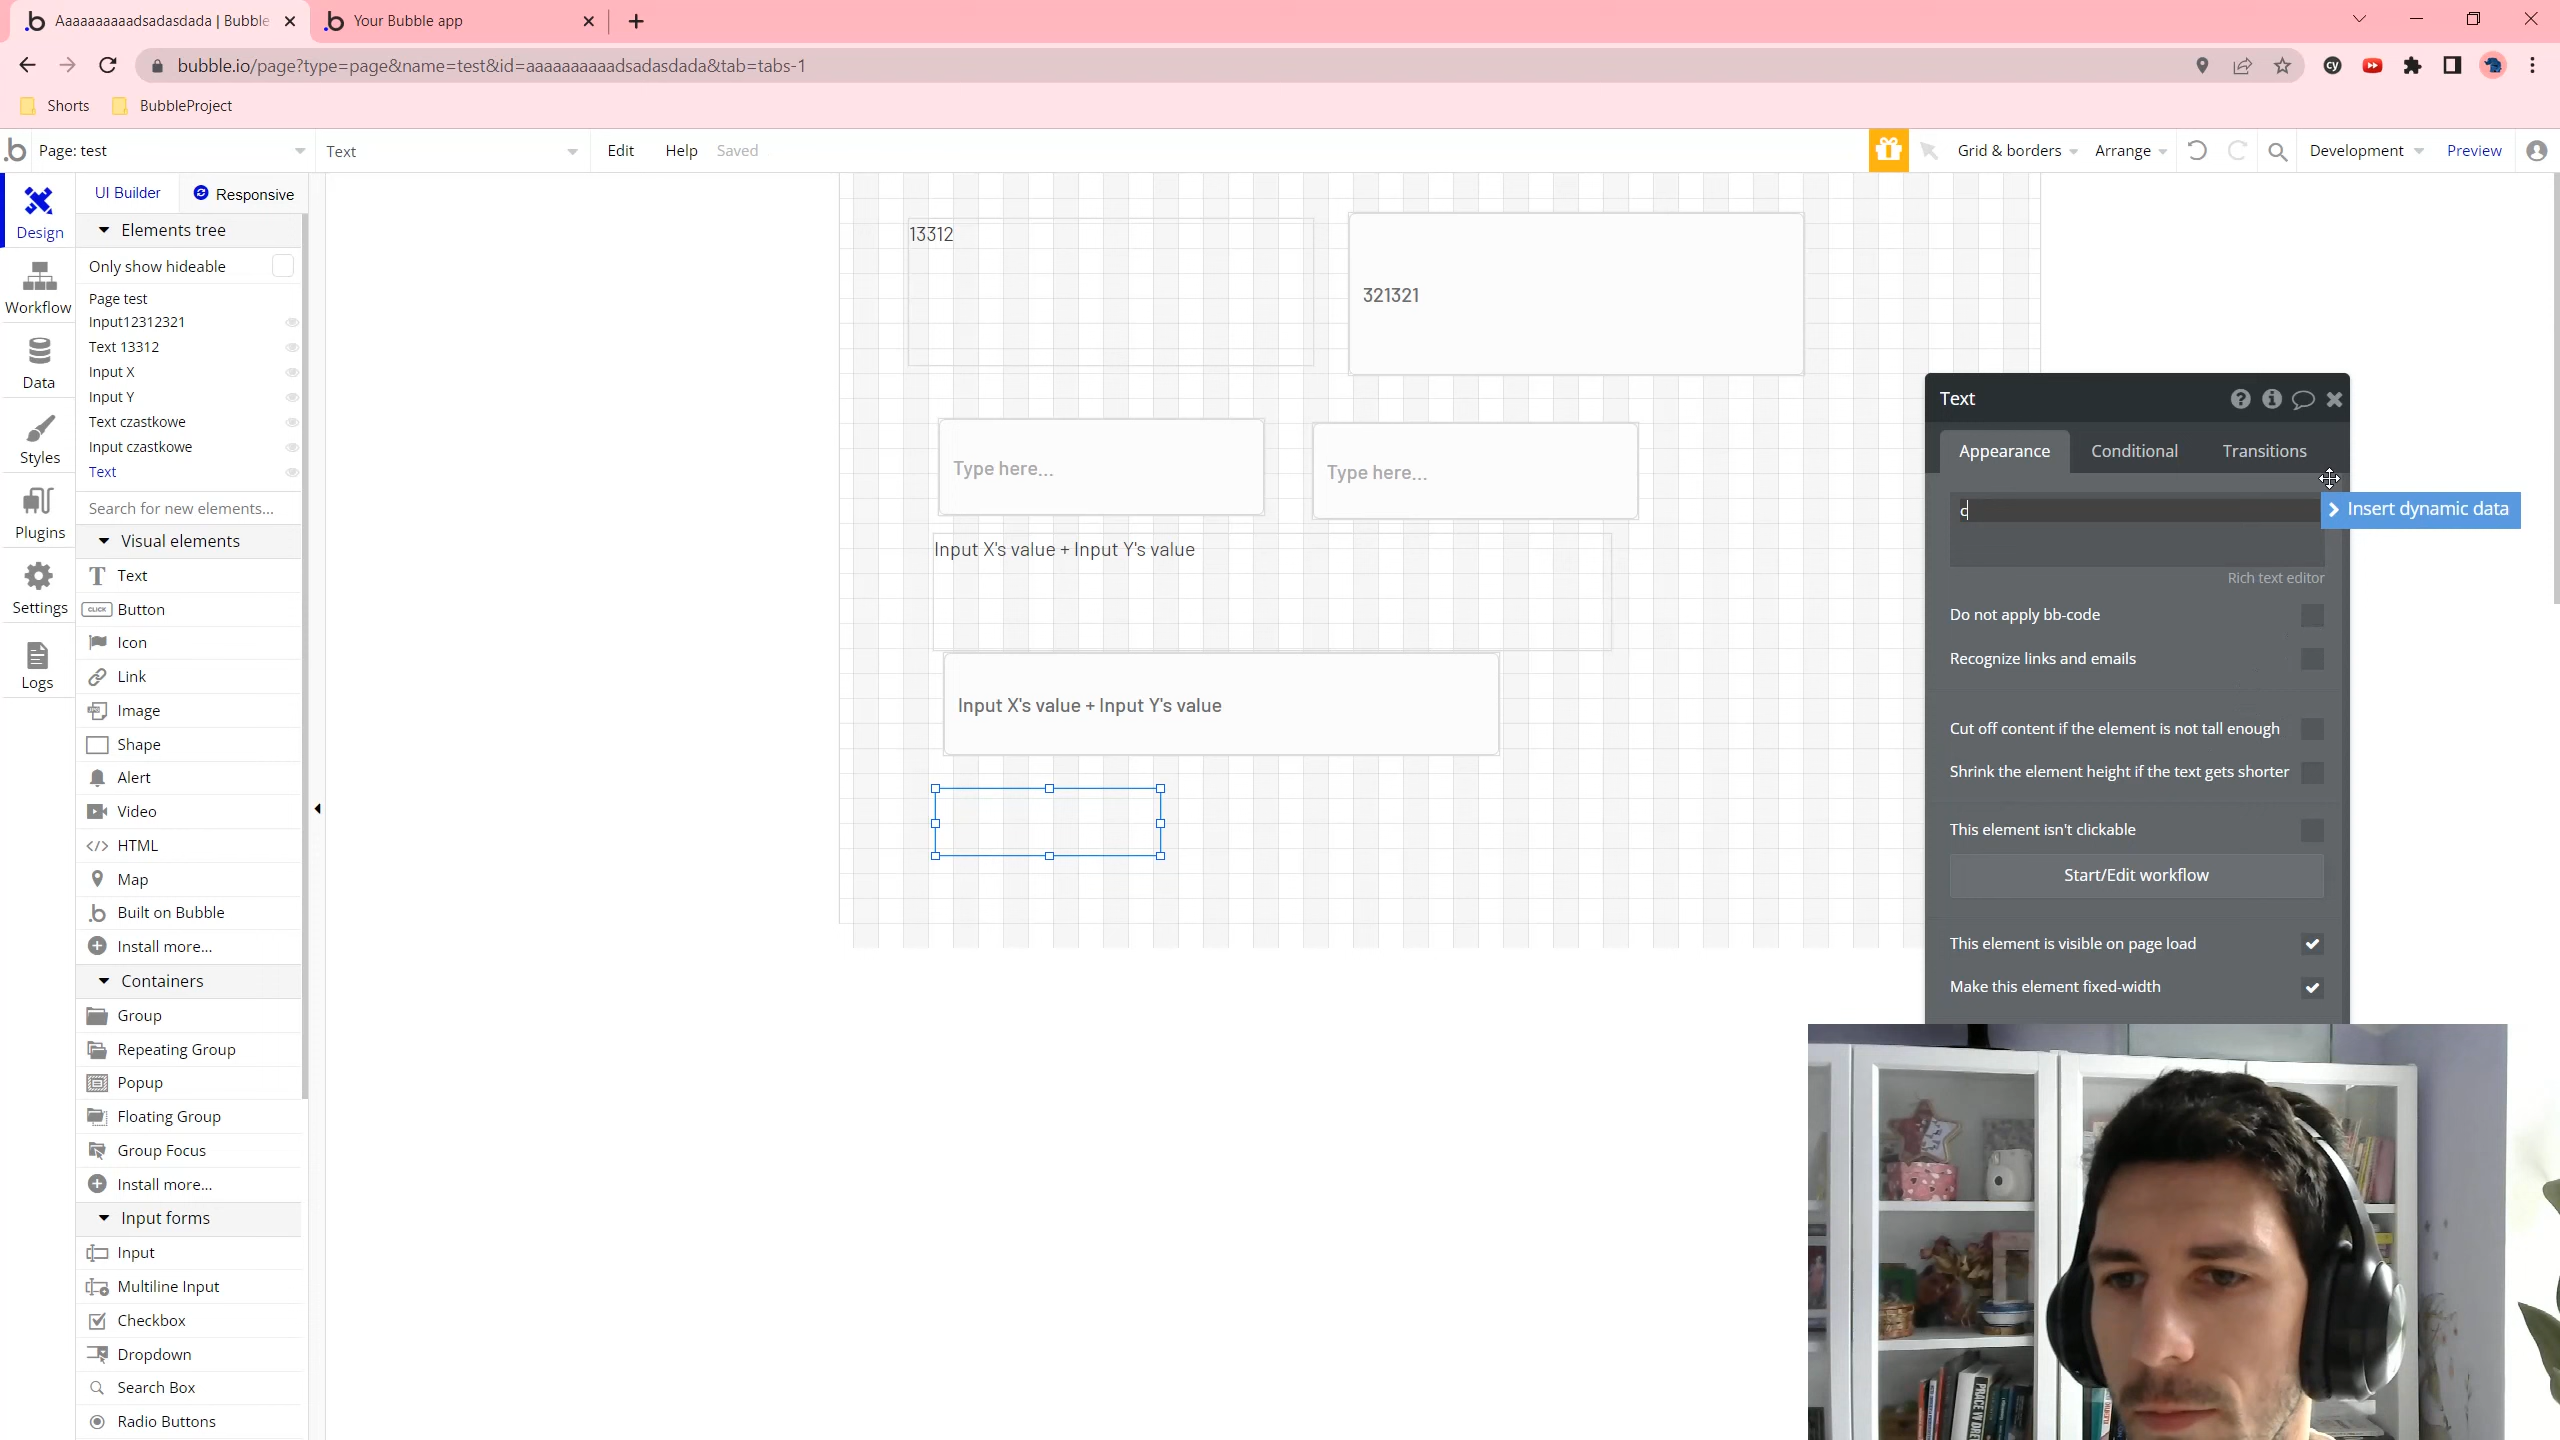 Aaaaaaaaaadsadasdada | Bubble
Your Bubble app
bubble.io/page?type=page&name=test&id=aaaaaaaaaadsadasdada&tab=tabs-1
Shorts
BubbleProject
Page: test
Text
Edit
Help
Saved
Grid & borders
Arrange
Development
Preview
Design
Workflow
Data
Styles
Plugins
Settings
Logs
UI Builder
Responsive
Elements tree
Only show hideable
Page test
Input12312321
Text 13312
Input X
Input Y
Text czastkowe
Input czastkowe
Text
Search for new elements...
Visual elements
Text
CLICK Button
Icon
Link
Image
Shape
Alert
Video
HTML
Map
Built on Bubble
Install more...
Containers
Group
Repeating Group
Popup
Floating Group
Group Focus
Install more...
Input forms
Input
Multiline Input
Checkbox
Dropdown
Search Box
Radio Buttons
13312
321321
Type here...
Type here...
Input X's value + Input Y's value
Input X's value + Input Y's value
Text
Appearance
Conditional
Transitions
c
Insert dynamic data
Rich text editor
Do not apply bb-code
Recognize links and emails
Cut off content if the element is not tall enough
Shrink the element height if the text gets shorter
This element isn't clickable
Start/Edit workflow
This element is visible on page load
Make this element fixed-width